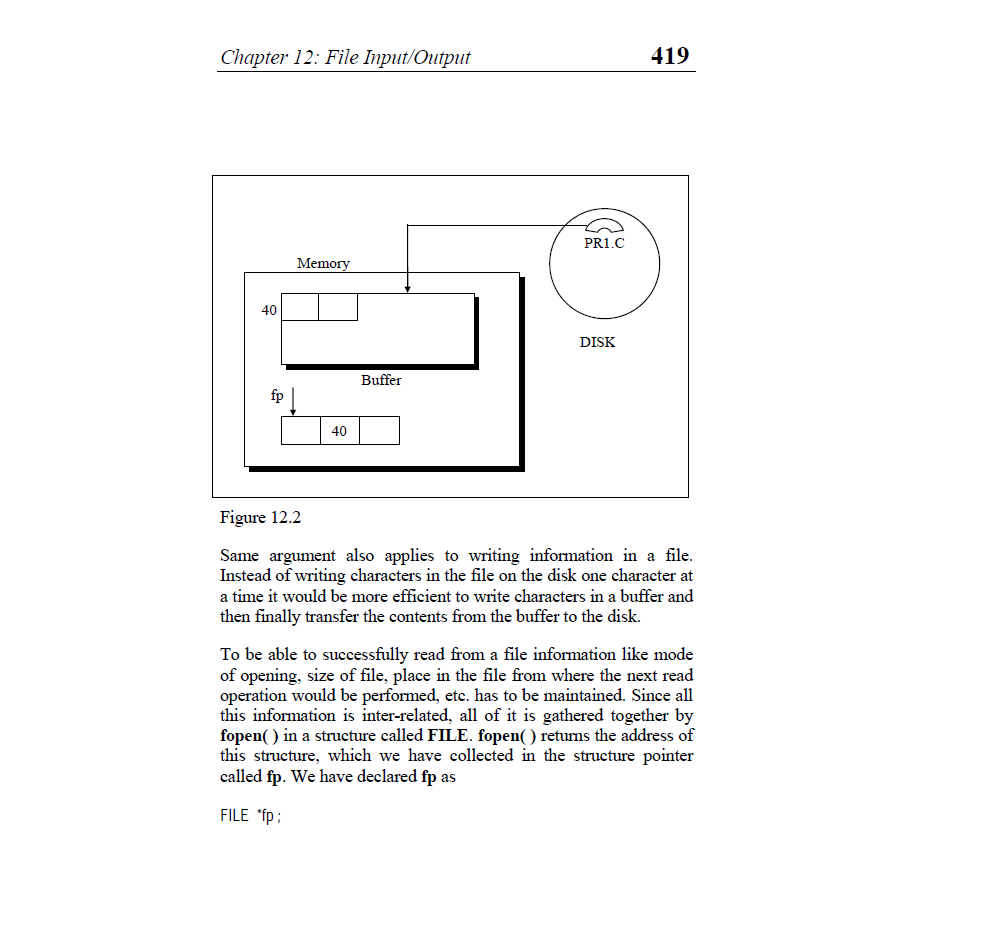 Chapter 12: File Input/Output 419
PR1.C
Memory
40
DISK
Buffer
fp
40
Figure 12.2
Same argument also applies to writing information in a file.
Instead of writing characters in the file on the disk one character at
a time it would be more efficient to write characters in a buffer and
then finally transfer the contents from the buffer to the disk.
To be able to successfully read from a file information like mode
of opening, size of file, place in the file from where the next read
operation would be performed, etc. has to be maintained. Since all
this information is inter-related, all of it is gathered together by
fopen( ) in a structure called FILE. fopen( ) returns the address of
this structure, which we have collected in the structure pointer
called fp. We have declared fp as
FILE *fp ;